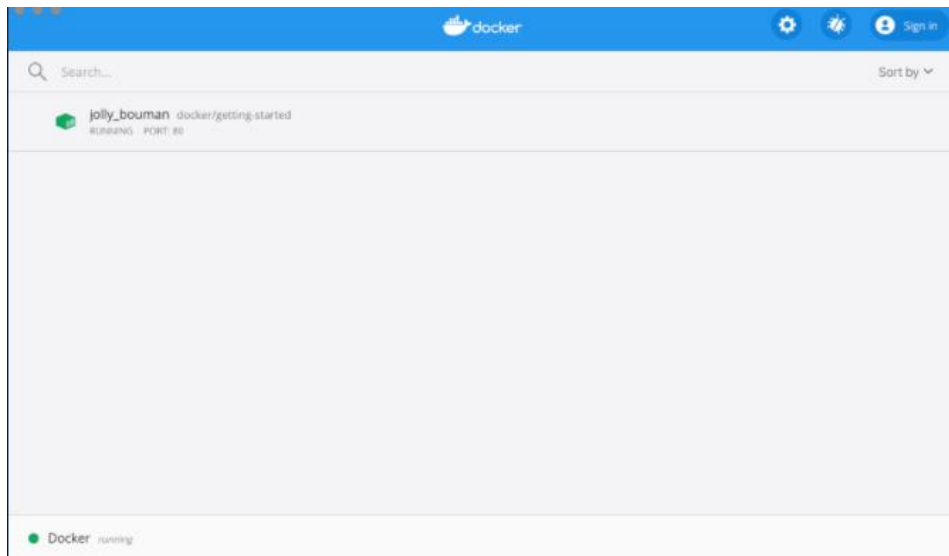 docker
Sign in
Search...
Sort by
jolly_bouman docker/getting-started
RUNNING PORT: 80
Docker running